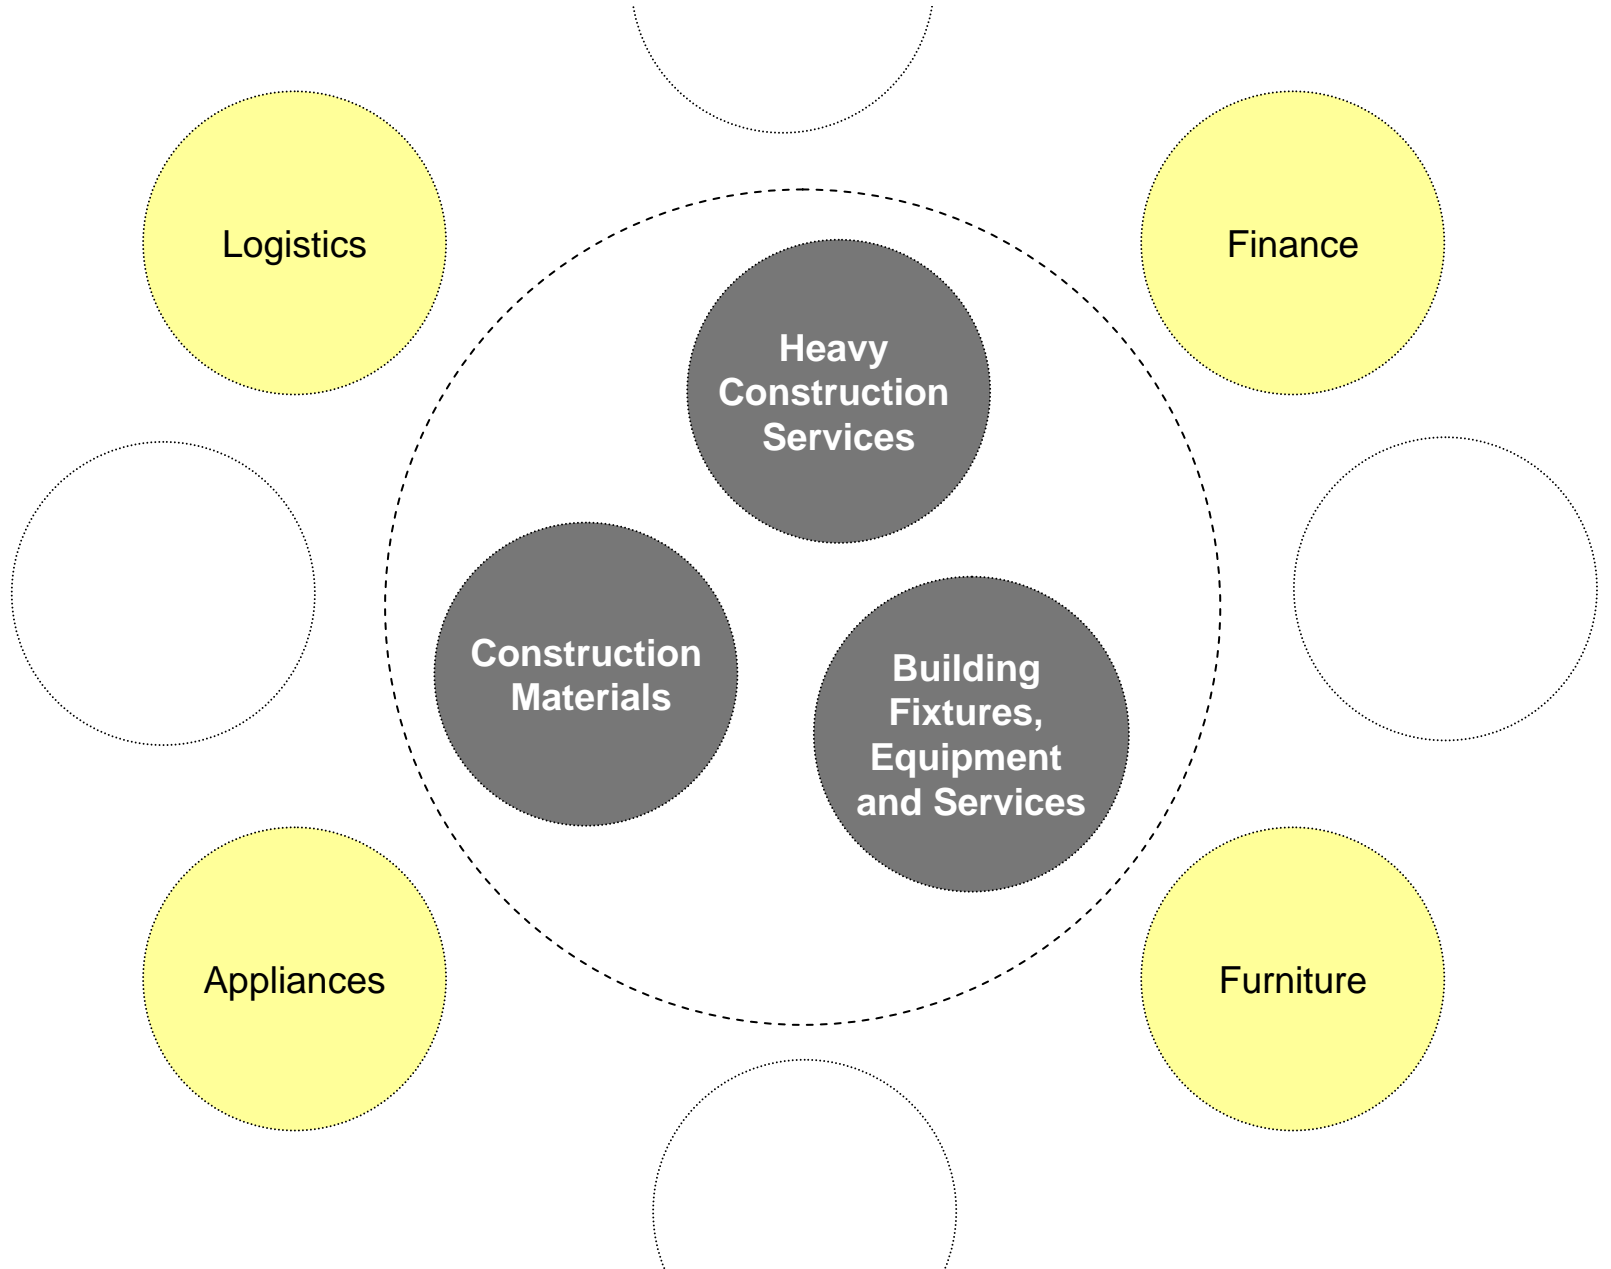 Logistics
Finance
Heavy
Construction
Services
Construction
Materials
Building
Fixtures,
Equipment
and Services
Appliances
Furniture